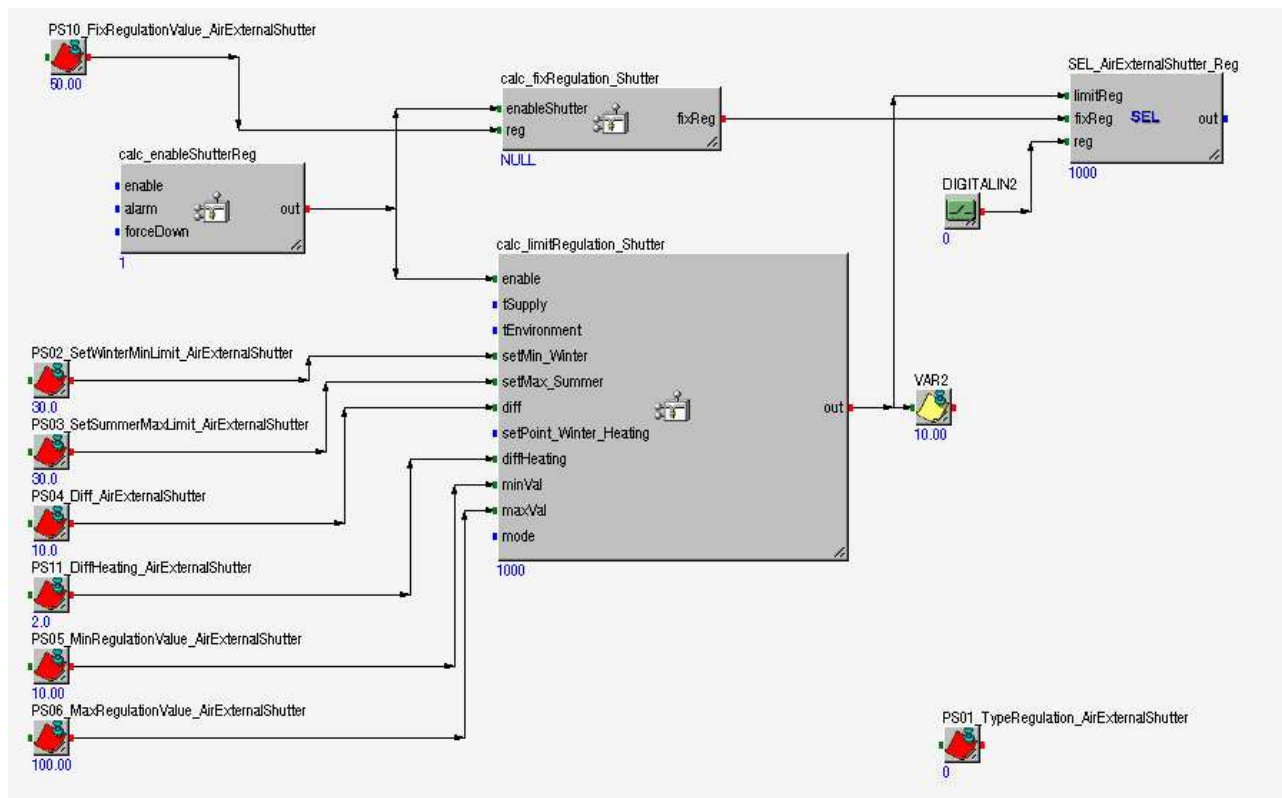 PS10_FixRegulationValue_AirExternalShutter
50.00
calc_fixRegulation_Shutter
enableShutter
reg
fixReg
NULL
SEL_AirExternalShutter_Reg
limitReg
fixReg
SEL
out
reg
1000
calc_enableShutterReg
enable
alarm
out
forceDown
1
DIGITALIN2
0
calc_limitRegulation_Shutter
enable
tSupply
tEnvironment
setMin_Winter
setMax_Summer
diff
out
setPoint_Winter_Heating
diffHeating
minVal
maxVal
mode
1000
VAR2
10.00
PS02_SetWinterMinLimit_AirExternalShutter
30.0
PS03_SetSummerMaxLimit_AirExternalShutter
30.0
PS04_Diff_AirExternalShutter
10.0
PS11_DiffHeating_AirExternalShutter
2.0
PS05_MinRegulationValue_AirExternalShutter
10.00
PS06_MaxRegulationValue_AirExternalShutter
100.00
PS01_TypeRegulation_AirExternalShutter
0